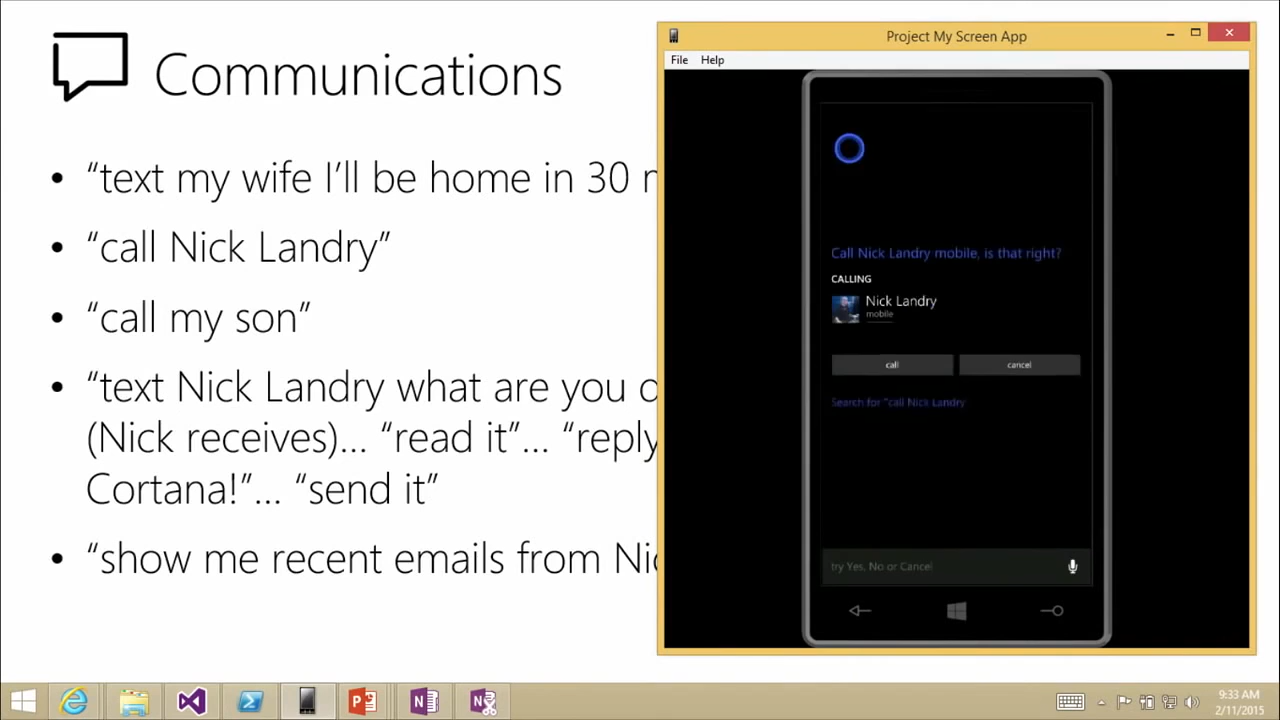 Communications
• “text my wife I’ll be home in 30
• “call Nick Landry”
• “call my son”
• “text Nick Landry what are you
(Nick receives)… “read it”… “reply
Cortana!”… “send it”
• “show me recent emails from
Project My Screen App
File Help
Call Nick Landry mobile, is that right?
CALLING
Nick Landry
mobile
call cancel
Search for "call Nick Landry
try Yes, No or Cancel
9:33 AM
2/11/2015